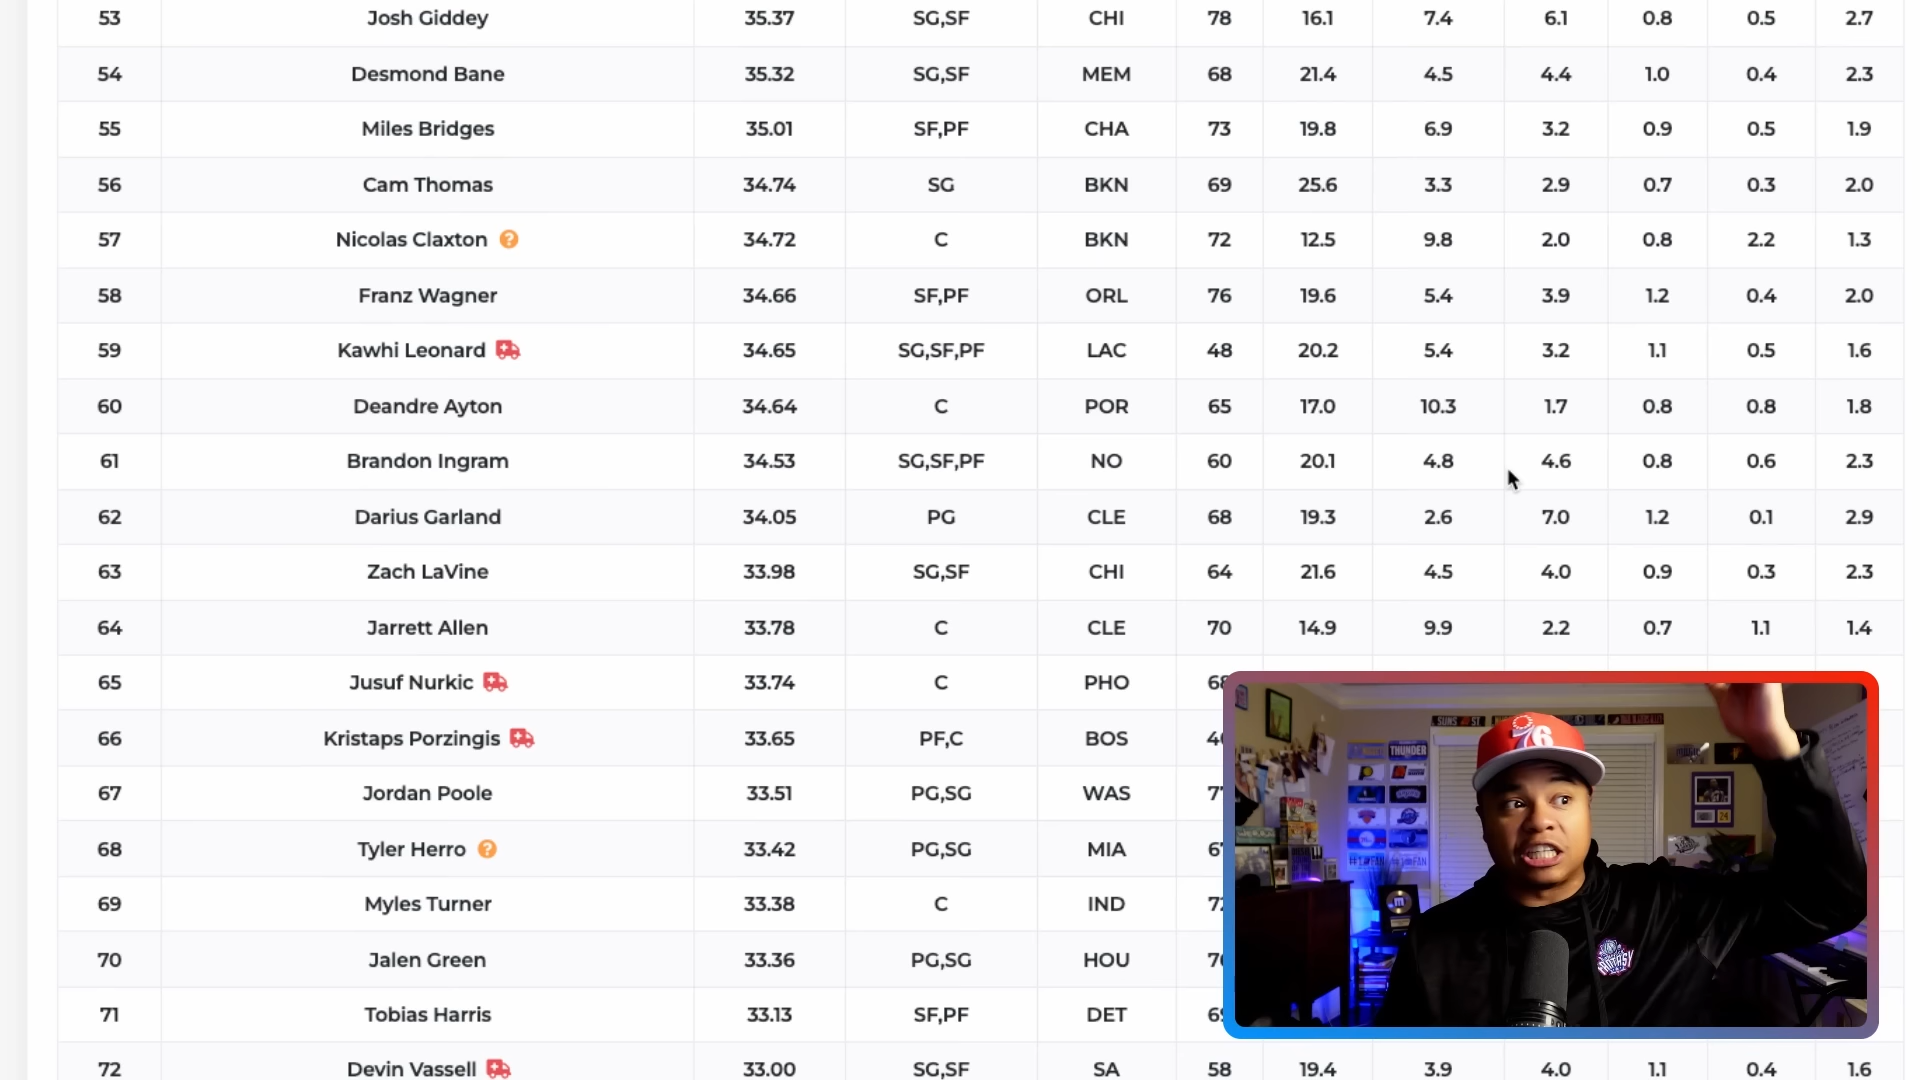 53 Josh Giddey 35.37 SG,SF CHI 78 16.1 7.4 6.1 0.8 0.5 2.7
54 Desmond Bane 35.32 SG,SF MEM 68 21.4 4.5 4.4 1.0 0.4 2.3
55 Miles Bridges 35.01 SF,PF CHA 73 19.8 6.9 3.2 0.9 0.5 1.9
56 Cam Thomas 34.74 SG BKN 69 25.6 3.3 2.9 0.7 0.3 2.0
57 Nicolas Claxton ? 34.72 C BKN 72 12.5 9.8 2.0 0.8 2.2 1.3
58 Franz Wagner 34.66 SF,PF ORL 76 19.6 5.4 3.9 1.2 0.4 2.0
59 Kawhi Leonard 34.65 SG,SF,PF LAC 48 20.2 5.4 3.2 1.1 0.5 1.6
60 Deandre Ayton 34.64 C POR 65 17.0 10.3 1.7 0.8 0.8 1.8
61 Brandon Ingram 34.53 SG,SF,PF NO 60 20.1 4.8 4.6 0.8 0.6 2.3
62 Darius Garland 34.05 PG CLE 68 19.3 2.6 7.0 1.2 0.1 2.9
63 Zach LaVine 33.98 SG,SF CHI 64 21.6 4.5 4.0 0.9 0.3 2.3
64 Jarrett Allen 33.78 C CLE 70 14.9 9.9 2.2 0.7 1.1 1.4
65 Jusuf Nurkic 33.74 C PHO
66 Kristaps Porzingis 33.65 PF,C BOS
67 Jordan Poole 33.51 PG,SG WAS
68 Tyler Herro ? 33.42 PG,SG MIA
69 Myles Turner 33.38 C IND
70 Jalen Green 33.36 PG,SG HOU
71 Tobias Harris 33.13 SF,PF DET
72 Devin Vassell 33.00 SG,SF SA 58 19.4 3.9 4.0 1.1 0.4 1.6
SUNS
THUNDER
76
FANTASY